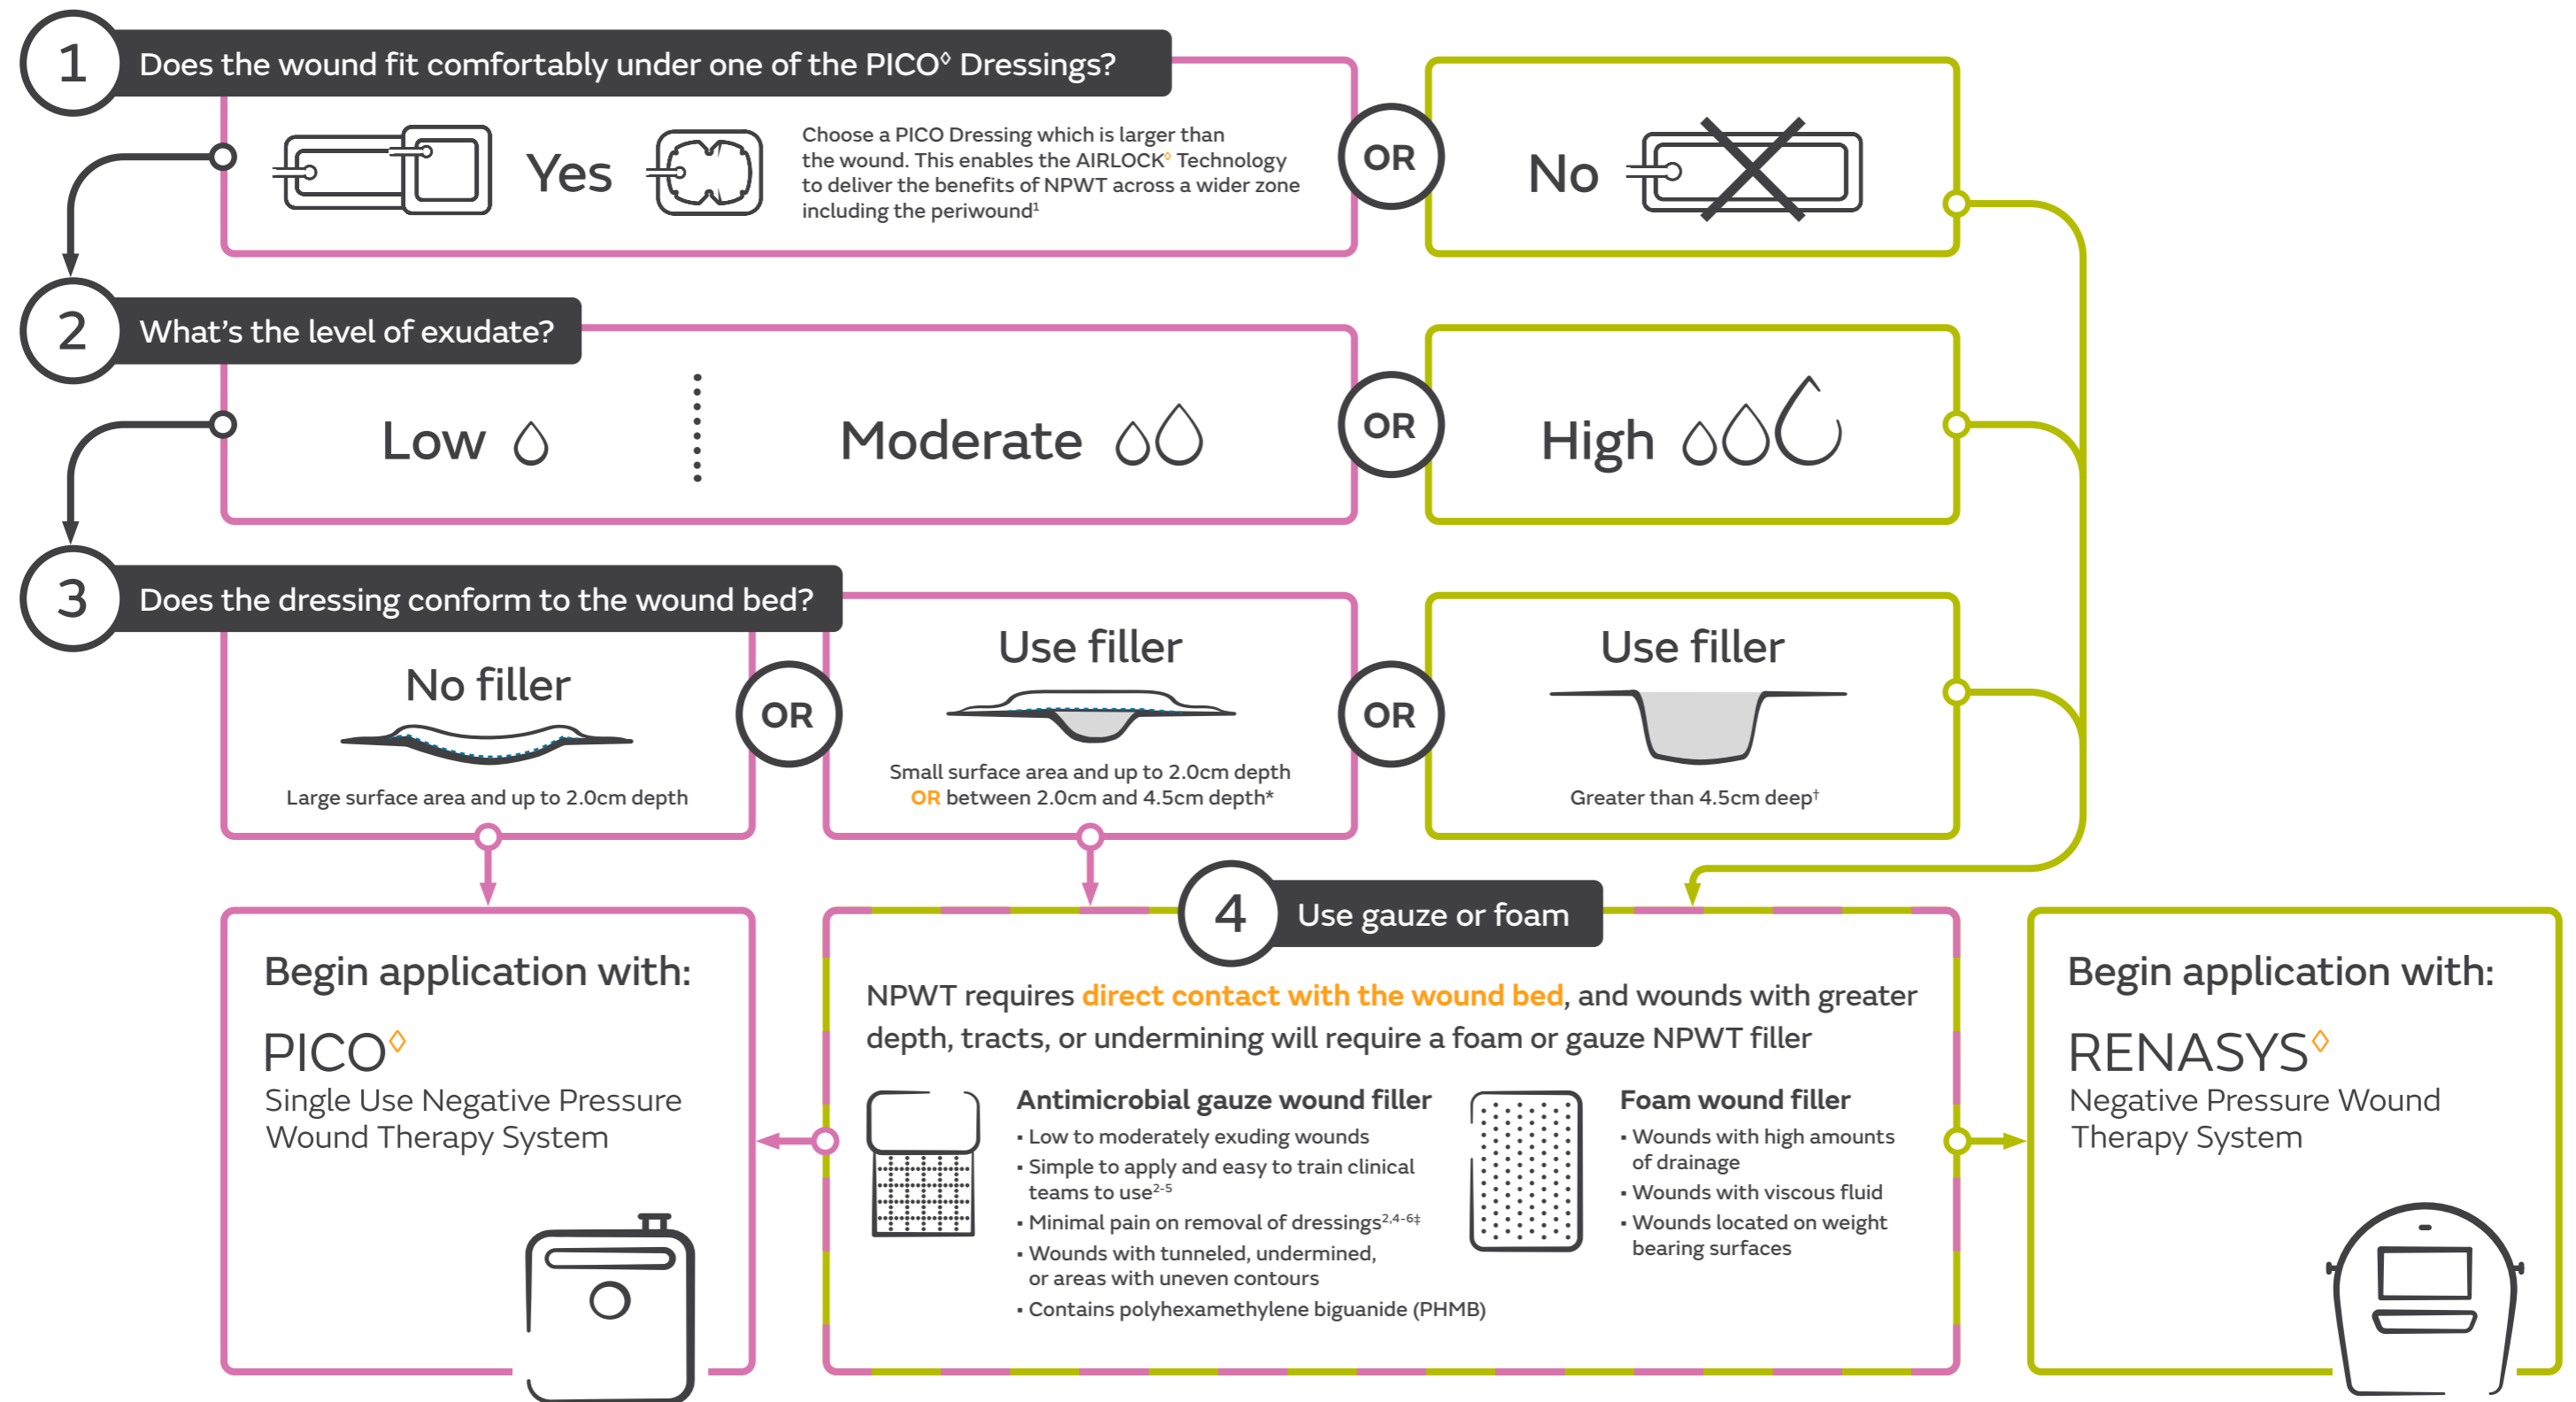 1
Does the wound fit comfortably under one of the PICO◊ Dressings?
Yes
Choose a PICO Dressing which is larger than
the wound. This enables the AIRLOCK◊ Technology
to deliver the benefits of NPWT across a wider zone
including the periwound¹
OR
No
2
What’s the level of exudate?
Low
Moderate
OR
High
3
Does the dressing conform to the wound bed?
No filler
Large surface area and up to 2.0cm depth
OR
Use filler
Small surface area and up to 2.0cm depth
OR between 2.0cm and 4.5cm depth*
OR
Use filler
Greater than 4.5cm deep†
Begin application with:
PICO◊
Single Use Negative Pressure
Wound Therapy System
4
Use gauze or foam
NPWT requires direct contact with the wound bed, and wounds with greater
depth, tracts, or undermining will require a foam or gauze NPWT filler
Antimicrobial gauze wound filler
▪ Low to moderately exuding wounds
▪ Simple to apply and easy to train clinical
teams to use²⁻⁵
▪ Minimal pain on removal of dressings²,⁴⁻⁶‡
▪ Wounds with tunneled, undermined,
or areas with uneven contours
▪ Contains polyhexamethylene biguanide (PHMB)
Foam wound filler
▪ Wounds with high amounts
of drainage
▪ Wounds with viscous fluid
▪ Wounds located on weight
bearing surfaces
Begin application with:
RENASYS◊
Negative Pressure Wound
Therapy System